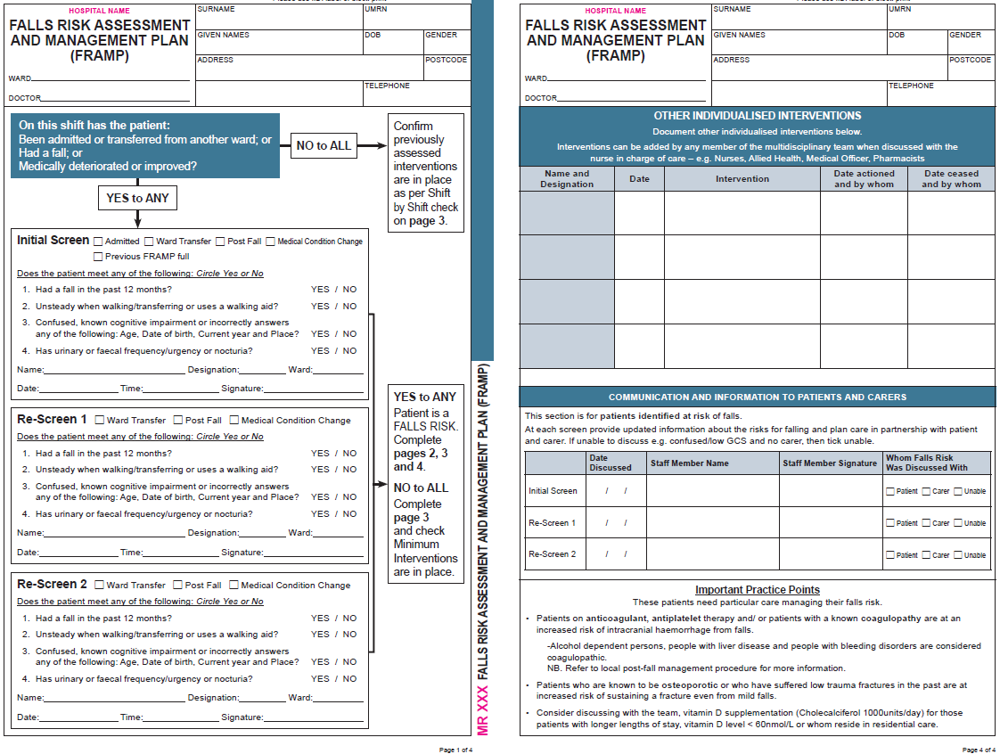 HOSPITAL NAME
FALLS RISK ASSESSMENT
AND MANAGEMENT PLAN
(FRAMP)
WARD
DOCTOR
SURNAME
UMRN
GIVEN NAMES
DOB
GENDER
ADDRESS
POSTCODE
TELEPHONE
On this shift has the patient:
Been admitted or transferred from another ward; or
Had a fall; or
Medically deteriorated or improved?
NO to ALL
Confirm
previously
assessed
interventions
are in place
as per Shift
by Shift check
on page 3.
YES to ANY
Initial Screen Admitted Ward Transfer Post Fall Medical Condition Change
Previous FRAMP full
Does the patient meet any of the following: Circle Yes or No
1. Had a fall in the past 12 months? YES / NO
2. Unsteady when walking/transferring or uses a walking aid? YES / NO
3. Confused, known cognitive impairment or incorrectly answers
any of the following: Age, Date of birth, Current year and Place? YES / NO
4. Has urinary or faecal frequency/urgency or nocturia? YES / NO
Name: Designation: Ward:
Date: Time: Signature:
Re-Screen 1 Ward Transfer Post Fall Medical Condition Change
Does the patient meet any of the following: Circle Yes or No
1. Had a fall in the past 12 months? YES / NO
2. Unsteady when walking/transferring or uses a walking aid? YES / NO
3. Confused, known cognitive impairment or incorrectly answers
any of the following: Age, Date of birth, Current year and Place? YES / NO
4. Has urinary or faecal frequency/urgency or nocturia? YES / NO
Name: Designation: Ward:
Date: Time: Signature:
Re-Screen 2 Ward Transfer Post Fall Medical Condition Change
Does the patient meet any of the following: Circle Yes or No
1. Had a fall in the past 12 months? YES / NO
2. Unsteady when walking/transferring or uses a walking aid? YES / NO
3. Confused, known cognitive impairment or incorrectly answers
any of the following: Age, Date of birth, Current year and Place? YES / NO
4. Has urinary or faecal frequency/urgency or nocturia? YES / NO
Name: Designation: Ward:
Date: Time: Signature:
YES to ANY
Patient is a
FALLS RISK.
Complete
pages 2, 3
and 4.
NO to ALL
Complete
page 3
and check
Minimum
Interventions
are in place.
MR XXX FALLS RISK ASSESSMENT AND MANAGEMENT PLAN (FRAMP)
Page 1 of 4
HOSPITAL NAME
FALLS RISK ASSESSMENT
AND MANAGEMENT PLAN
(FRAMP)
WARD
DOCTOR
SURNAME
UMRN
GIVEN NAMES
DOB
GENDER
ADDRESS
POSTCODE
TELEPHONE
OTHER INDIVIDUALISED INTERVENTIONS
Document other individualised interventions below.
Interventions can be added by any member of the multidisciplinary team when discussed with the
nurse in charge of care – e.g. Nurses, Allied Health, Medical Officer, Pharmacists
Name and
Designation
Date
Intervention
Date actioned
and by whom
Date ceased
and by whom
COMMUNICATION AND INFORMATION TO PATIENTS AND CARERS
This section is for patients identified at risk of falls.
At each screen provide updated information about the risks for falling and plan care in partnership with patient
and carer. If unable to discuss e.g. confused/low GCS and no carer, then tick unable.
Date
Discussed
Staff Member Name
Staff Member Signature
Whom Falls Risk
Was Discussed With
Initial Screen / / Patient Carer Unable
Re-Screen 1 / / Patient Carer Unable
Re-Screen 2 / / Patient Carer Unable
Important Practice Points
These patients need particular care managing their falls risk.
• Patients on anticoagulant, antiplatelet therapy and/ or patients with a known coagulopathy are at an
increased risk of intracranial haemorrhage from falls.
-Alcohol dependent persons, people with liver disease and people with bleeding disorders are considered
coagulopathic.
NB. Refer to local post-fall management procedure for more information.
• Patients who are known to be osteoporotic or who have suffered low trauma fractures in the past are at
increased risk of sustaining a fracture even from mild falls.
• Consider discussing with the team, vitamin D supplementation (Cholecalciferol 1000units/day) for those
patients with longer lengths of stay, vitamin D level < 60nmol/L or whom reside in residential care.
Page 4 of 4